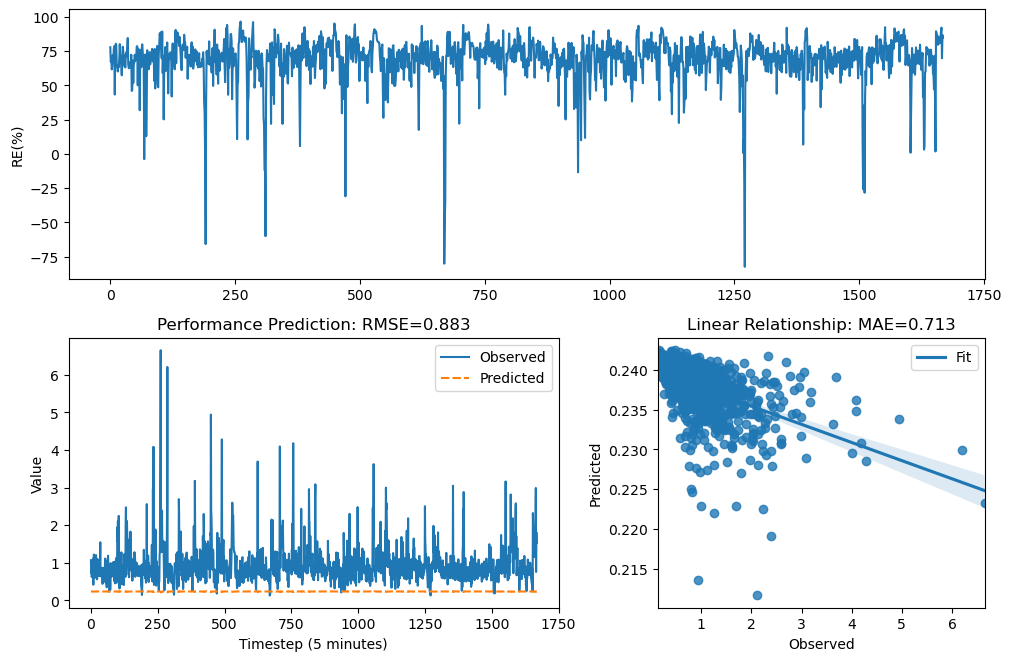 100
75
50
25
0
−25
−50
−75
RE(%)
0 250 500 750 1000 1250 1500 1750
Performance Prediction: RMSE=0.883
Observed
Predicted
6
5
4
3
2
1
0
Value
0 250 500 750 1000 1250 1500 1750
Timestep (5 minutes)
Linear Relationship: MAE=0.713
Fit
0.240
0.235
0.230
0.225
0.220
0.215
Predicted
1 2 3 4 5 6
Observed